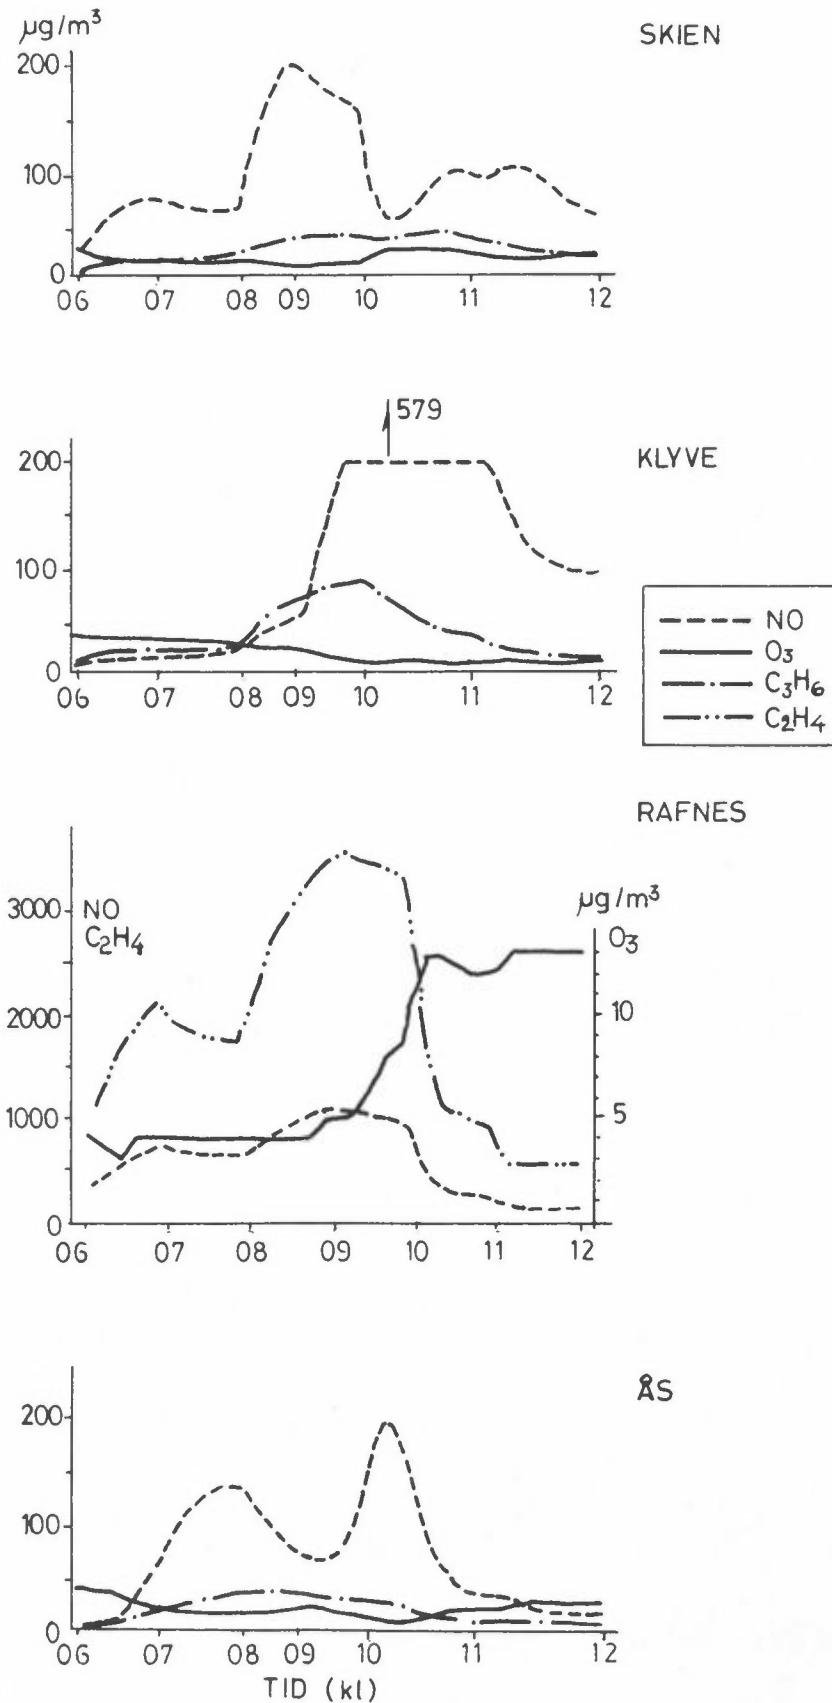 µg/m³
SKIEN
200
100
0
06 07 08 09 10 11 12
579
KLYVE
200
100
0
06 07 08 09 10 11 12
NO
O₃
C₃H₆
C₂H₄
RAFNES
NO
C₂H₄
µg/m³
O₃
3000
2000
1000
0
10
5
06 07 08 09 10 11 12
ÅS
200
100
0
06 07 08 09 10 11 12
TID (kl)